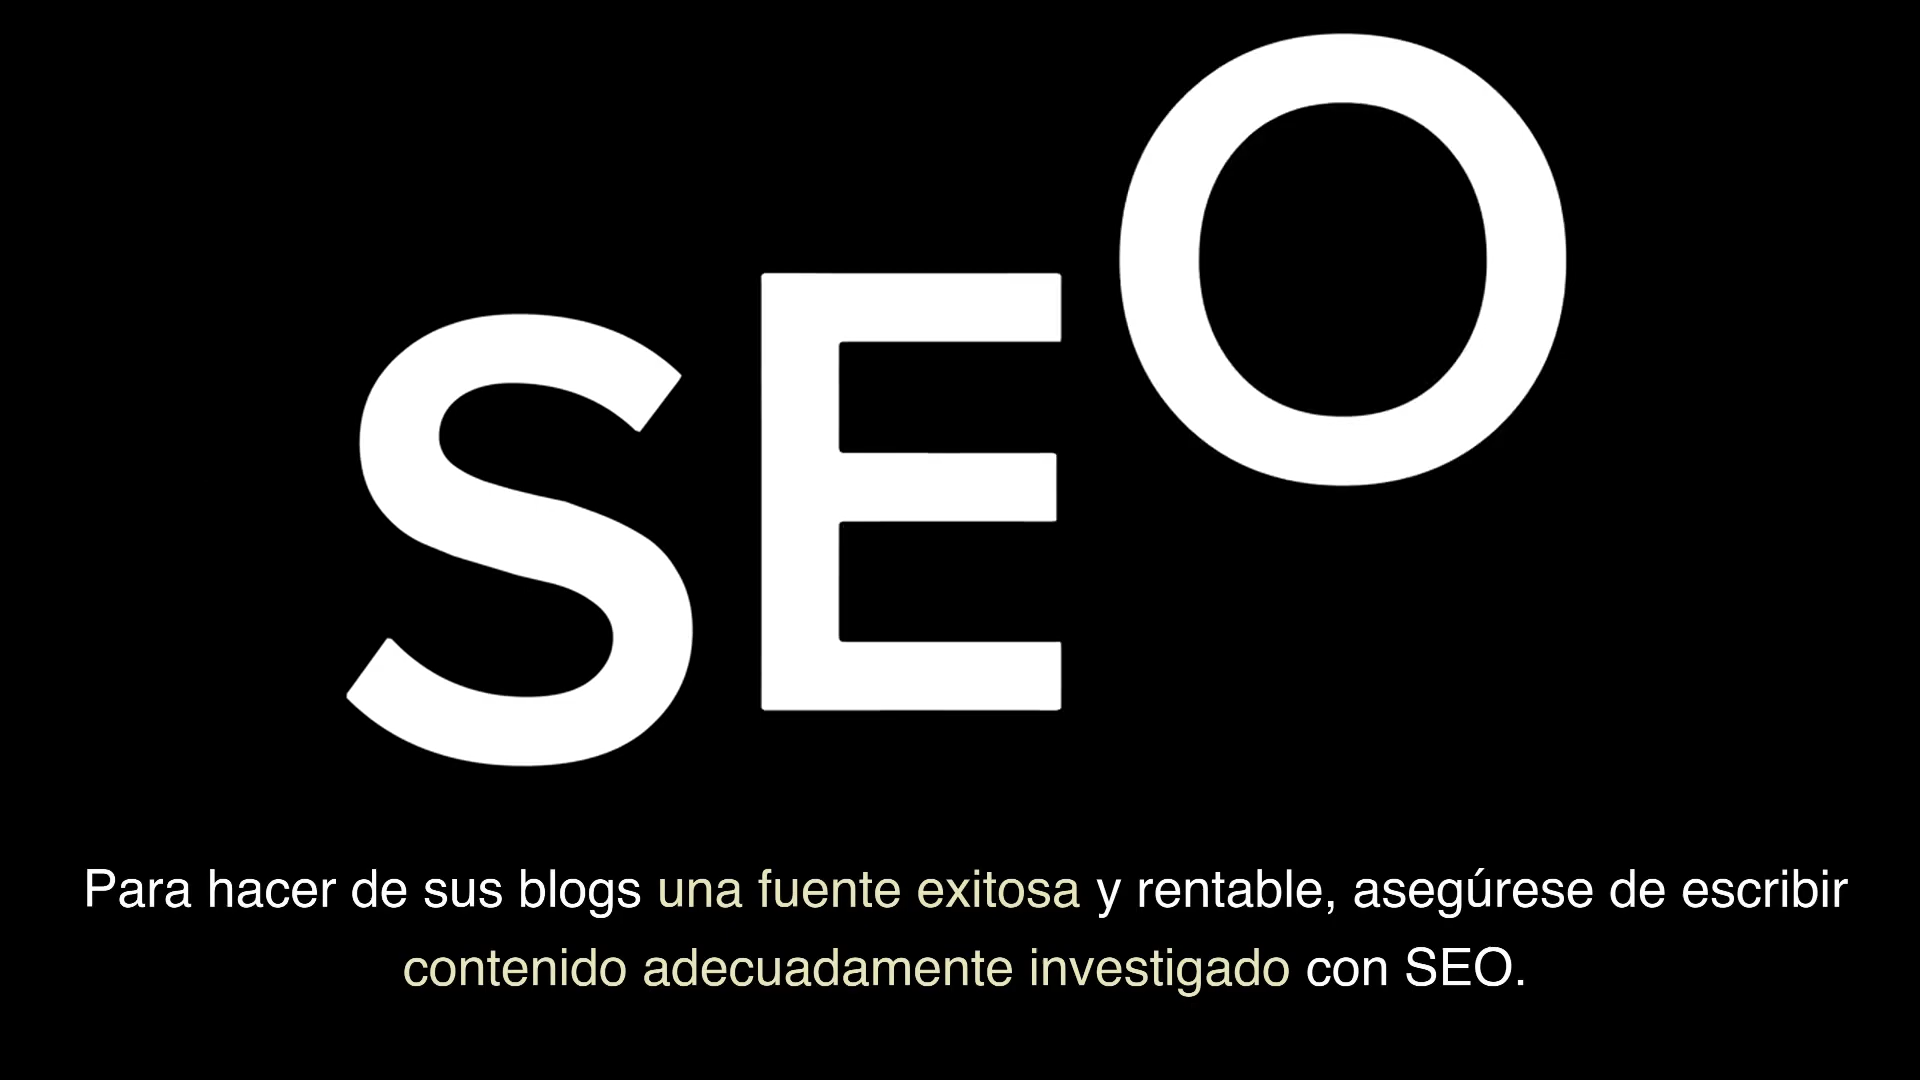 SEO
Para hacer de sus blogs una fuente exitosa y rentable, asegúrese de escribir
contenido adecuadamente investigado con SEO.